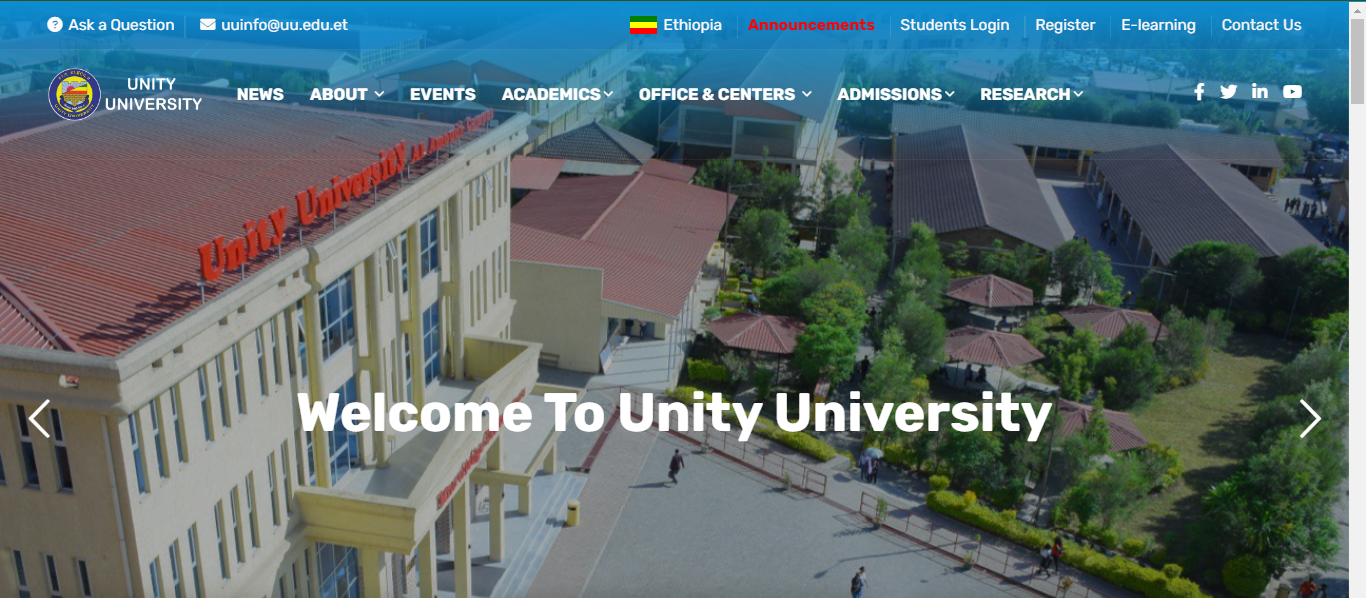 Ask a Question
uuinfo@uu.edu.et
Ethiopia
Announcements
Students Login
Register
E-learning
Contact Us
UNITY
UNIVERSITY
NEWS
ABOUT
EVENTS
ACADEMICS
OFFICE & CENTERS
ADMISSIONS
RESEARCH
Unity University
Welcome To Unity University